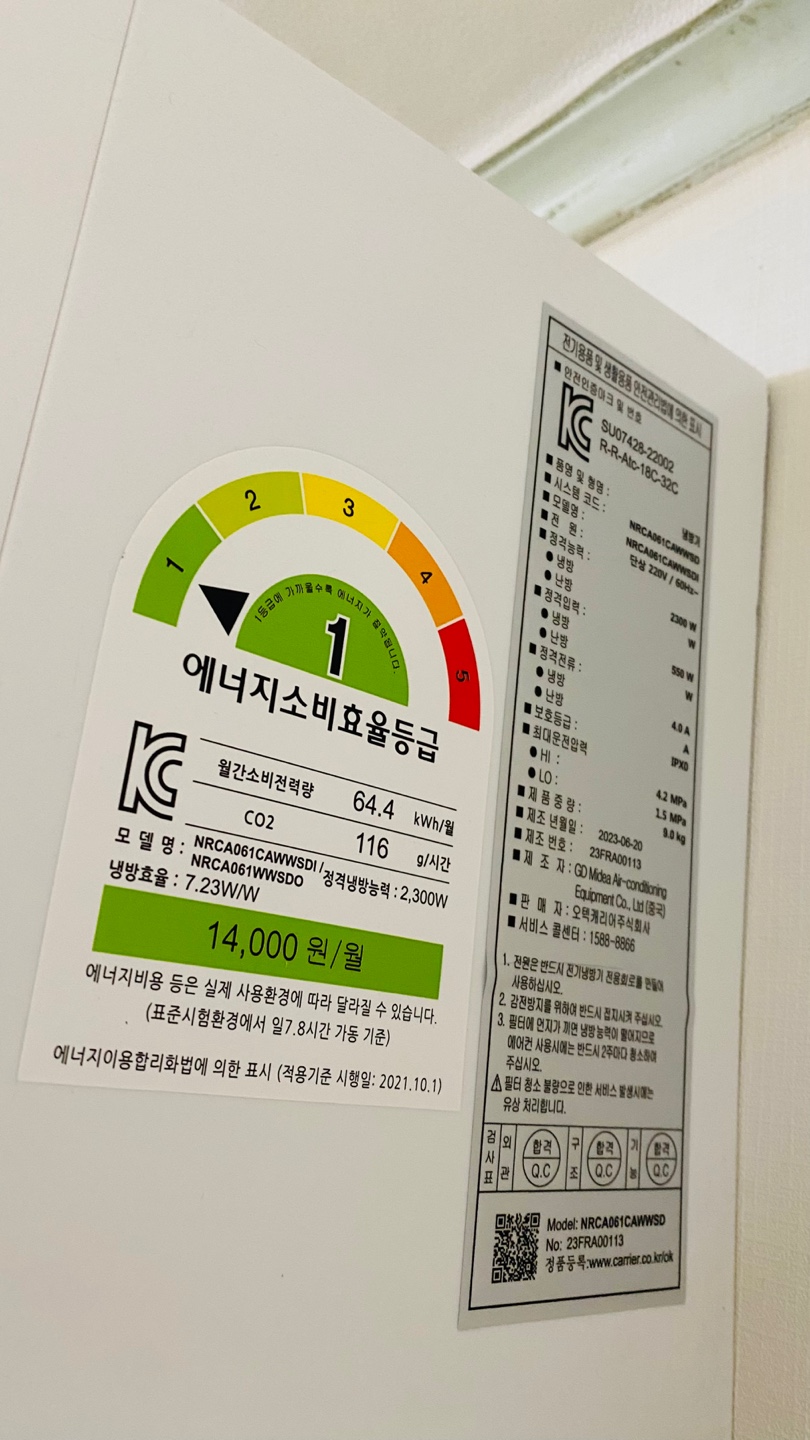 1
2
3
4
5
1등급에 가까울수록 에너지가 절약됩니다.
1
에너지소비효율등급
월간소비전력량 64.4 kWh/월
CO2 116 g/시간
모 델 명 : NRCA061CAWWSDI / 정격냉방능력 : 2,300W
NRCA061WWSDO
냉방효율 : 7.23W/W
14,000 원/월
에너지비용 등은 실제 사용환경에 따라 달라질 수 있습니다.
(표준시험환경에서 일7.8시간 가동 기준)
에너지이용합리화법에 의한 표시 (적용기준 시행일: 2021.10.1)
전기용품 및 생활용품 안전관리법에 의한 표시
■ 안전인증마크 및 번호
SU07428-22002
R-R-Atc-18C-32C
■ 품명 및 형명 : 냉방기
■ 시스템 코드 : NRCA061CAWWSD
■ 모델명 : NRCA061CAWWSDI
■ 전 원 : 단상 220V / 60Hz~
■ 정격능력 :
● 냉방 2300 W
● 난방 W
■ 정격입력 :
● 냉방 550 W
● 난방 W
■ 정격전류 :
● 냉방 4.0 A
● 난방 A
■ 보호등급 : IPX0
■ 최대운전압력
● HI : 4.2 MPa
● LO : 1.5 MPa
■ 제 품 중 량 : 9.0 kg
■ 제조 년월일 : 2023-06-20
■ 제조 번호 : 23FRA00113
■ 제 조 자 : GD Midea Air-conditioning
Equipment Co., Ltd (중국)
■ 판 매 자 : 오텍캐리어주식회사
■ 서비스 콜센터 : 1588-8866
1. 전원은 반드시 전기냉방기 전용회로를 만들어
사용하십시오.
2. 감전방지를 위하여 반드시 접지시켜 주십시오.
3. 필터에 먼지가 끼면 냉방능력이 떨어지므로
에어컨 사용시에는 반드시 2주마다 청소하여
주십시오.
⚠ 필터 청소 불량으로 인한 서비스 발생시에는
유상 처리됩니다.
검사표 외관 합격 Q.C 구조 합격 Q.C 기능 합격 Q.C
Model: NRCA061CAWWSD
No: 23FRA00113
정품등록:www.carrier.co.kr/ok